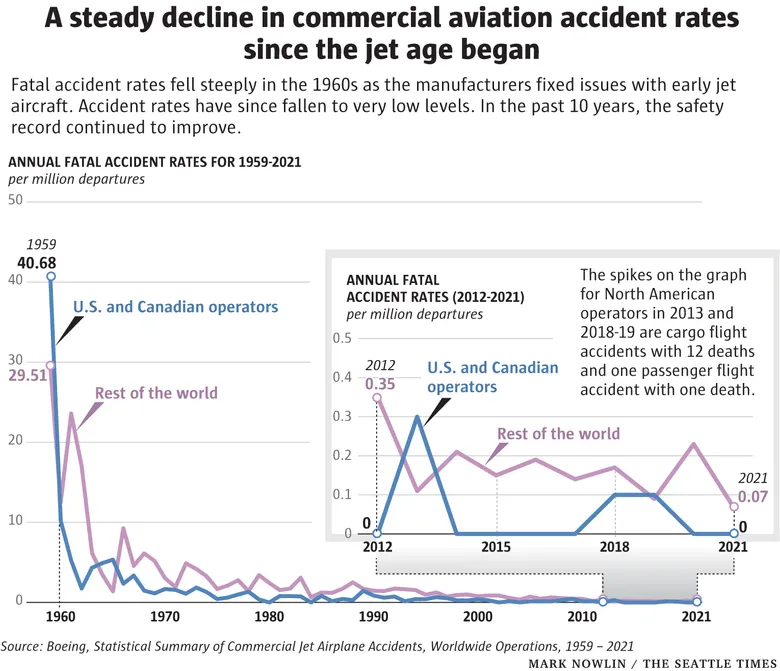 A steady decline in commercial aviation accident rates
since the jet age began
Fatal accident rates fell steeply in the 1960s as the manufacturers fixed issues with early jet
aircraft. Accident rates have since fallen to very low levels. In the past 10 years, the safety
record continued to improve.
ANNUAL FATAL ACCIDENT RATES FOR 1959-2021
per million departures
50
1959
40.68
40
U.S. and Canadian operators
30
29.51
Rest of the world
20
10
0
1960
1970
1980
1990
2000
2010
2021
ANNUAL FATAL
ACCIDENT RATES (2012-2021)
per million departures
The spikes on the graph
for North American
operators in 2013 and
2018-19 are cargo flight
accidents with 12 deaths
and one passenger flight
accident with one death.
0.5
2012
0.4
0.35
U.S. and Canadian
operators
0.3
Rest of the world
0.2
2021
0.07
0.1
0
0
0
2012
2015
2018
2021
Source: Boeing, Statistical Summary of Commercial Jet Airplane Accidents, Worldwide Operations, 1959 – 2021
MARK NOWLIN / THE SEATTLE TIMES